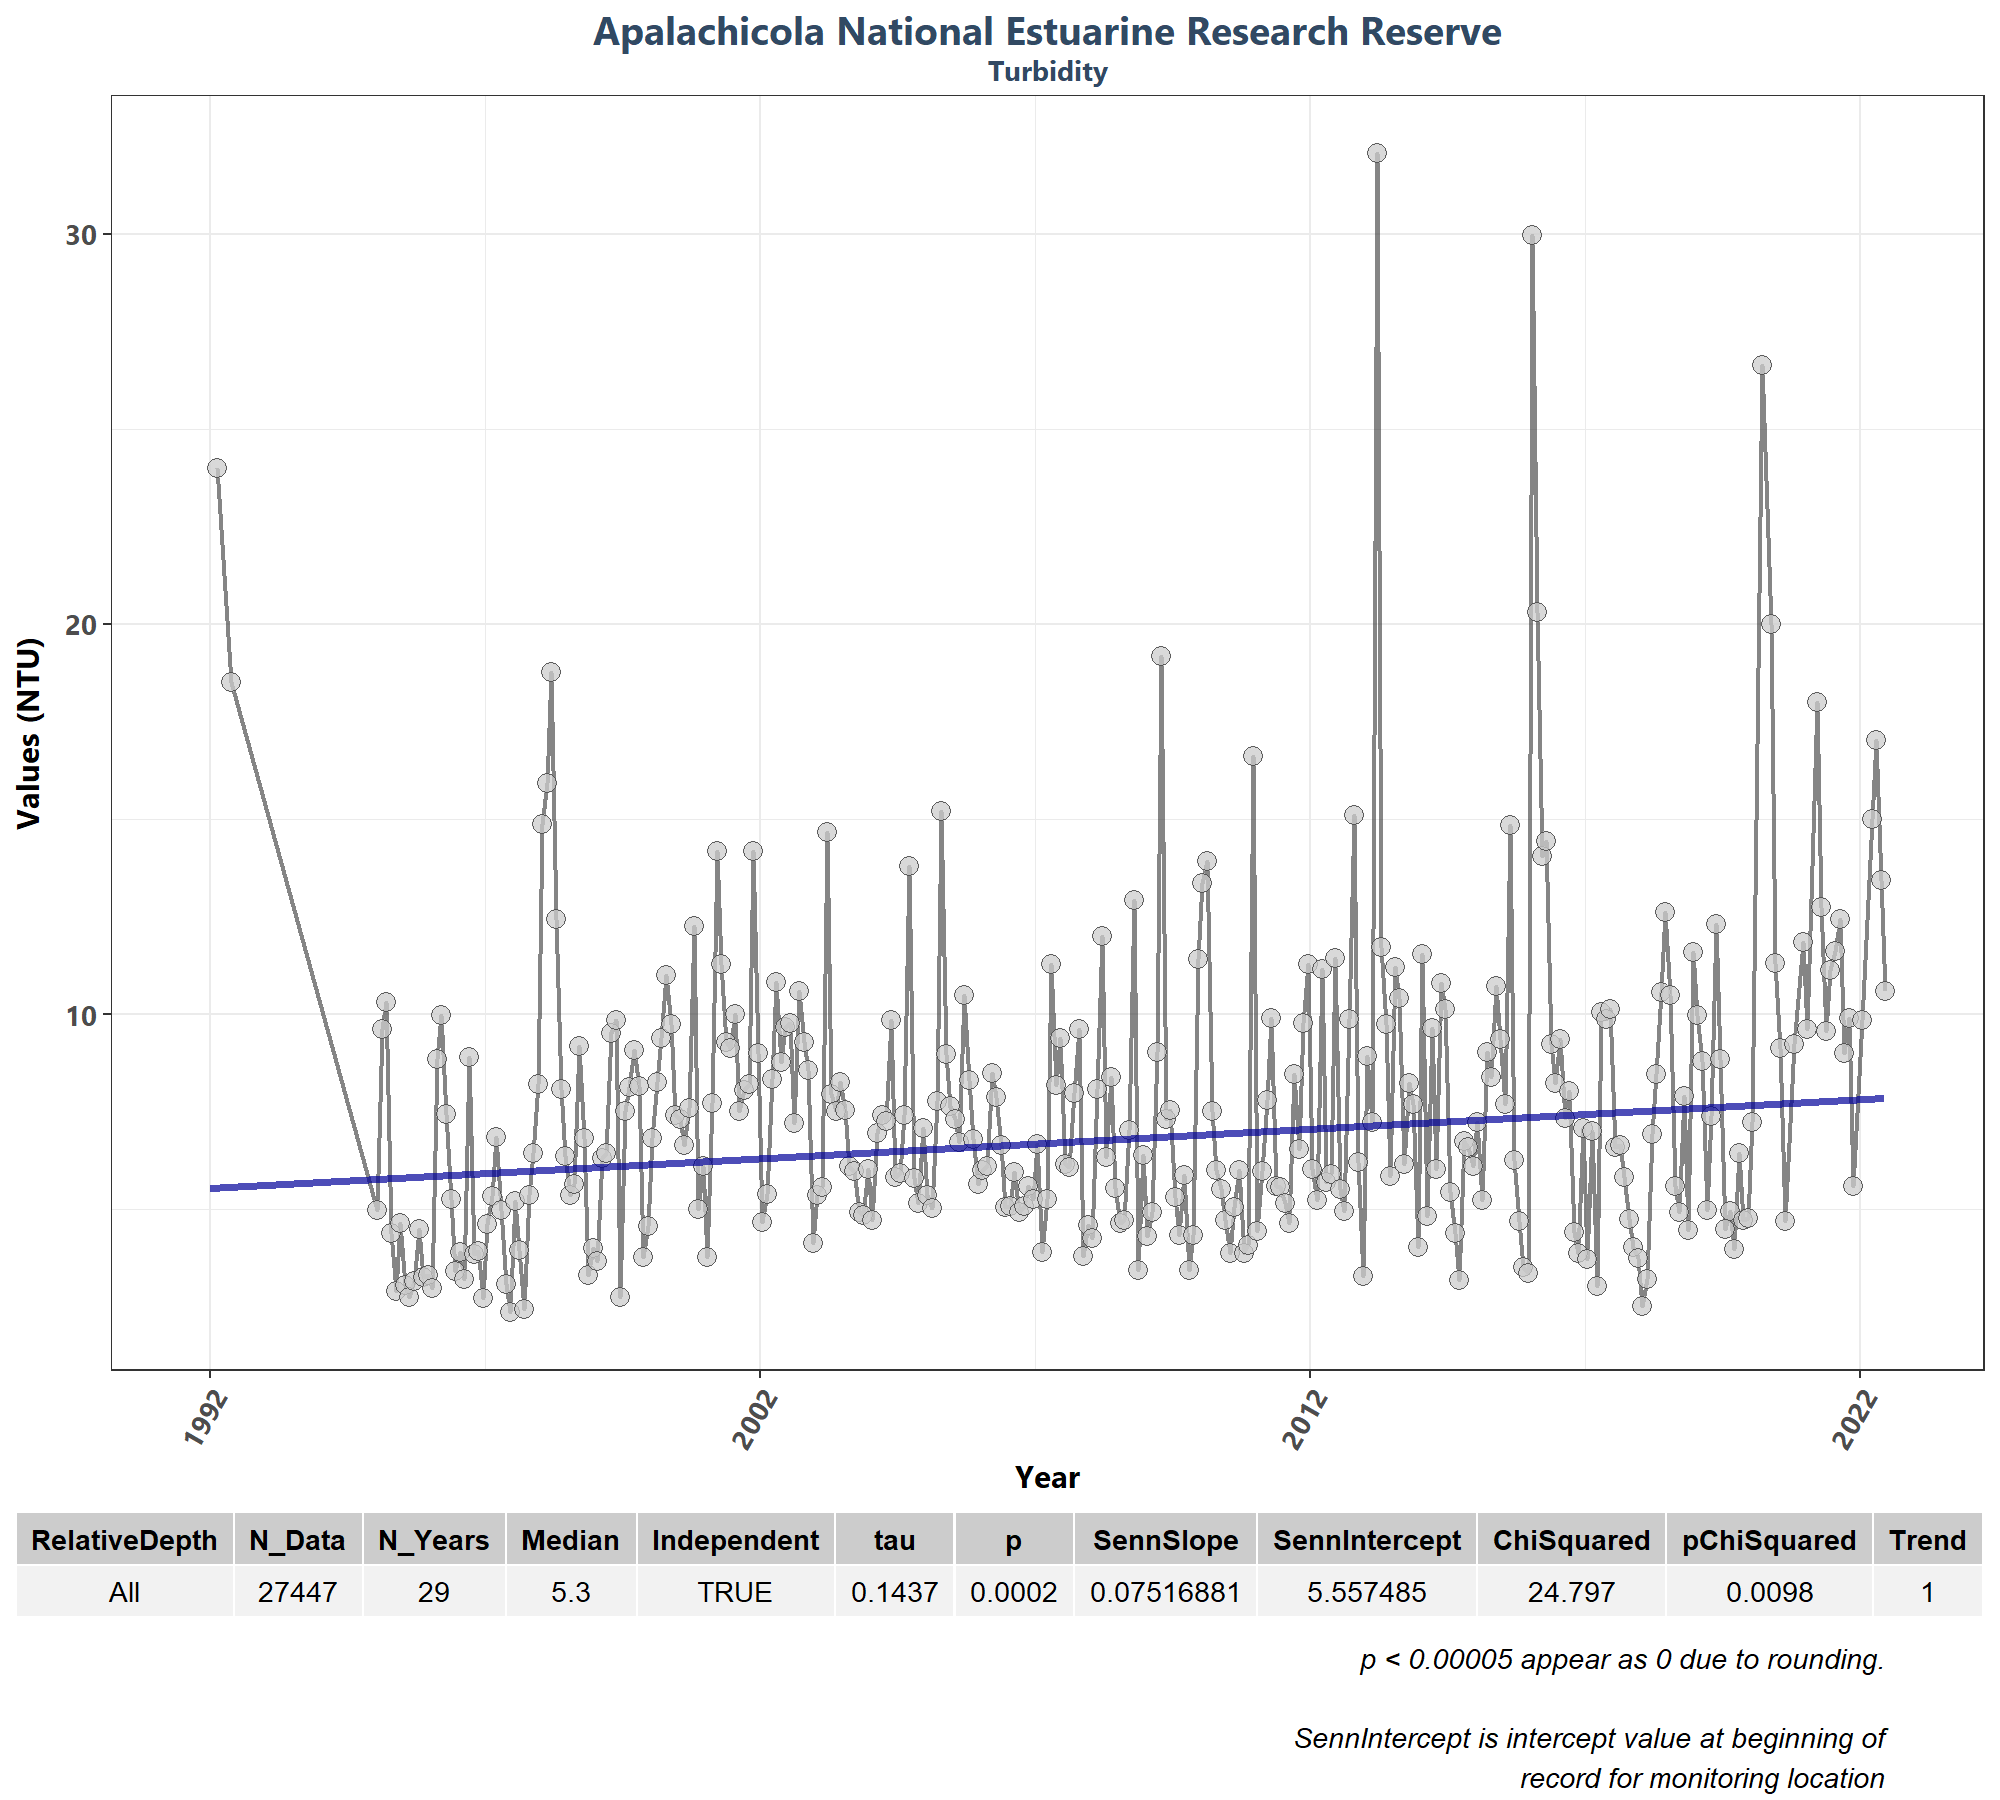 Apalachicola National Estuarine Research Reserve
Turbidity
Values (NTU)
30
20
10
1992
2002
2012
2022
Year
RelativeDepth N_Data N_Years Median Independent tau p SennSlope SennIntercept ChiSquared pChiSquared Trend
All 27447 29 5.3 TRUE 0.1437 0.0002 0.07516881 5.557485 24.797 0.0098 1
p < 0.00005 appear as 0 due to rounding.
SennIntercept is intercept value at beginning of
record for monitoring location